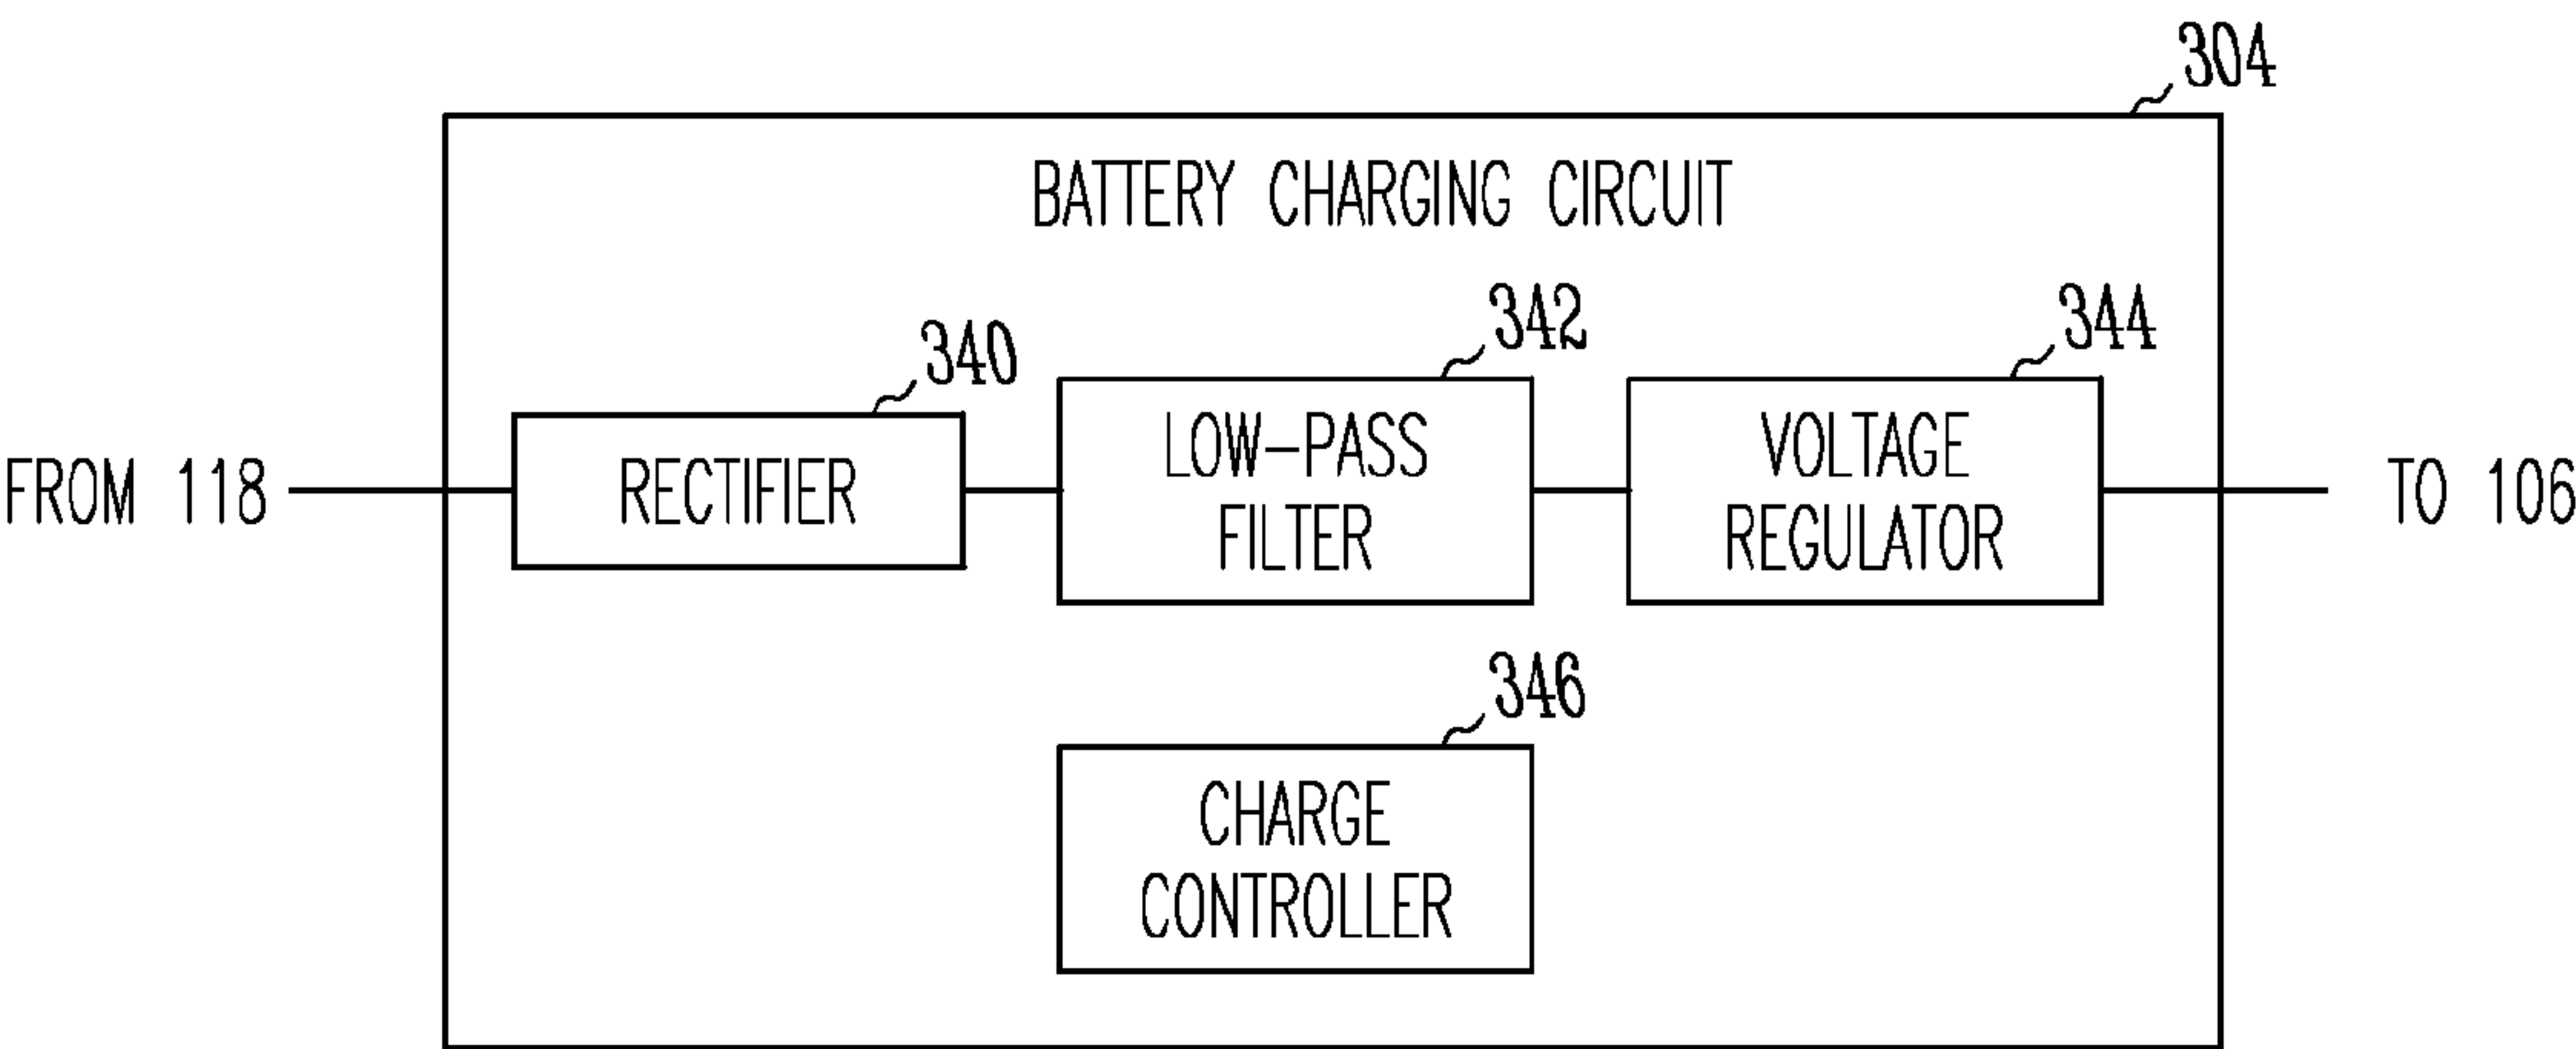 304
BATTERY CHARGING CIRCUIT
340
342
344
FROM 118
RECTIFIER
LOW-PASS
FILTER
VOLTAGE
REGULATOR
TO 106
346
CHARGE
CONTROLLER